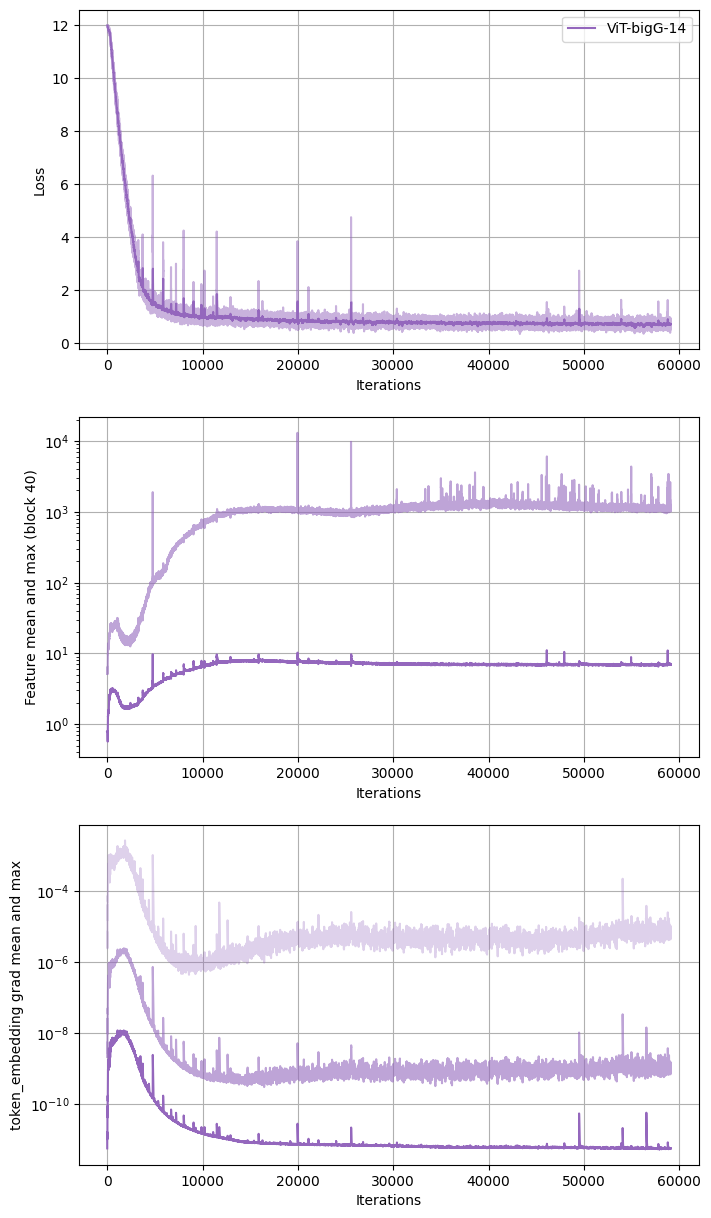 ViT-bigG-14
Loss
12
10
8
6
4
2
0
0 10000 20000 30000 40000 50000 60000
Iterations
Feature mean and max (block 40)
10⁴
10³
10²
10¹
10⁰
0 10000 20000 30000 40000 50000 60000
Iterations
token_embedding grad mean and max
10⁻⁴
10⁻⁶
10⁻⁸
10⁻¹⁰
0 10000 20000 30000 40000 50000 60000
Iterations